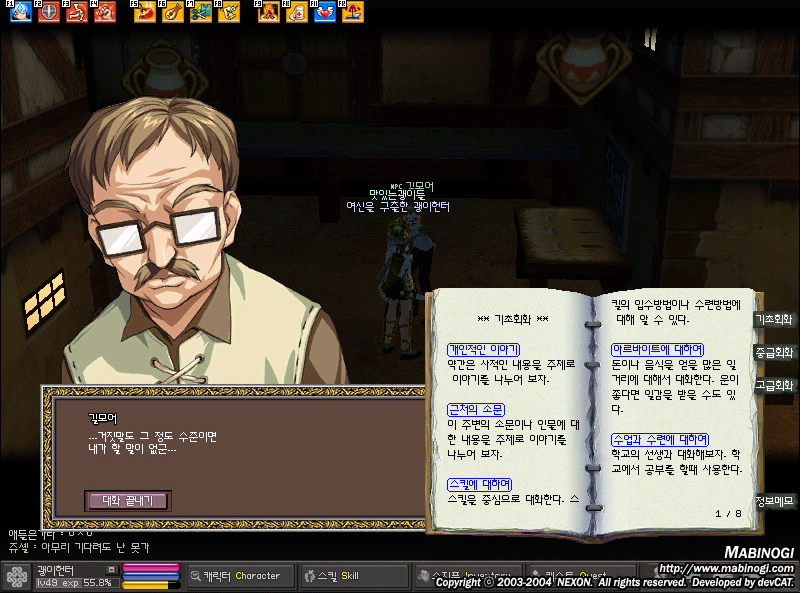 F1 F2 F3 F4 F5 F6 F7 F8 F9 F10 F11 F12
NPC 길모어
맛있는괭이들
여신을 구출한 괭이헌터
** 기초회화 **
개인적인 이야기
약간은 사적인 내용을 주제로
이야기를 나누어 보자.
근처의 소문
이 주변의 소문이나 인물에 대
한 내용을 주제로 이야기를
나누어 보자.
스킬에 대하여
스킬을 중심으로 대화한다. 스
킬의 입수방법이나 수련방법에
대해 알 수 있다.
아르바이트에 대하여
돈이나 음식을 얻을 많은 일
거리에 대해서 대화한다. 운이
좋다면 일감을 받을 수도 있
다.
수업과 수련에 대하여
학교의 선생과 대화해보자. 학
교에서 공부를 할때 사용한다.
1 / 8
기초회화
중급회화
고급회화
정보메모
길모어
...거짓말도 그 정도 수준이면
내가 할 말이 없군...
대화 끝내기
쥬셀 : 아무리 기다려도 난 못가
괭이헌터
lv49 exp 55.8%
캐릭터 Character
스킬 Skill
MABINOGI
http://www.mabinogi.com
Copyright © 2003-2004 NEXON. All rights reserved. Developed by devCAT.